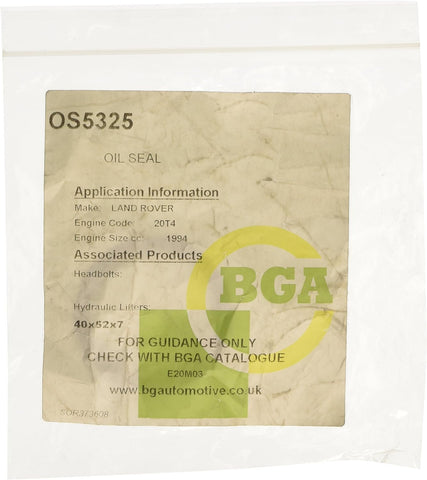 OS5325
OIL SEAL
Application Information
Make: LAND ROVER
Engine Code: 20T4
Engine Size cc: 1994
Associated Products
Headbolts:
BGA
Hydraulic Lifters:
40x52x7
FOR GUIDANCE ONLY
CHECK WITH BGA CATALOGUE
E20M03
www.bgautomotive.co.uk
SOR373608